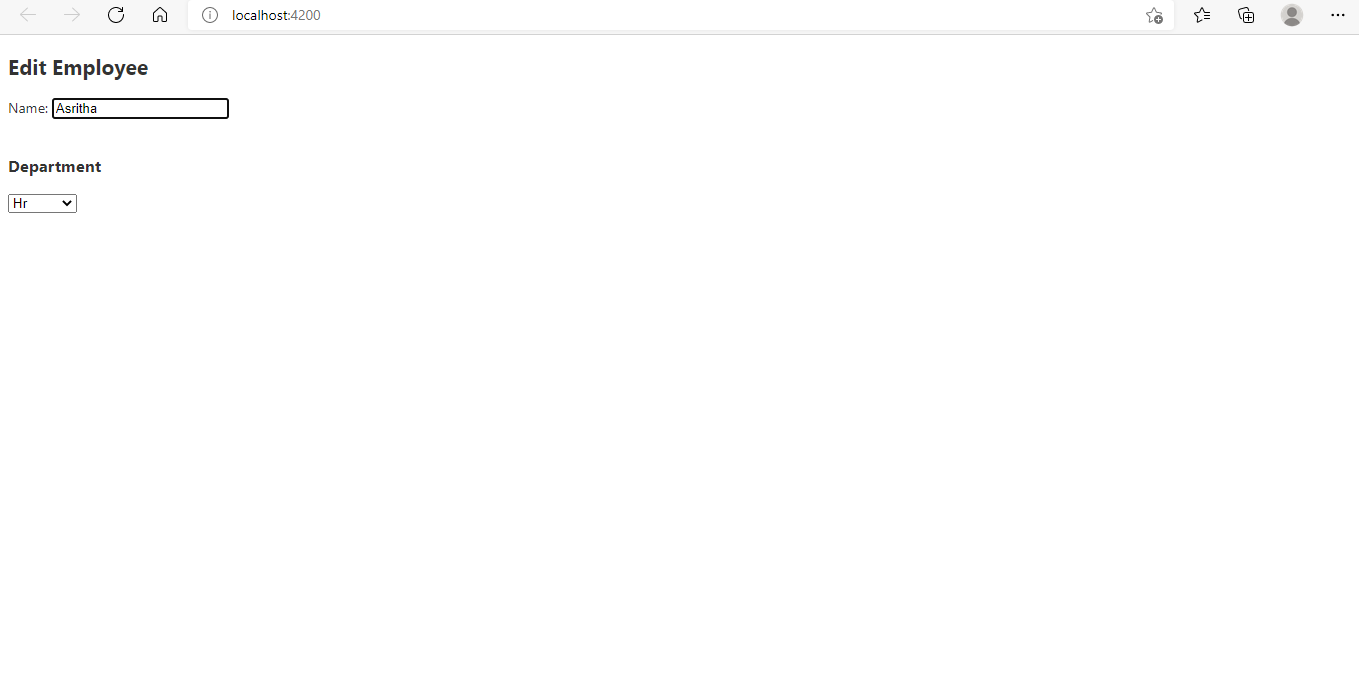 localhost:4200
Edit Employee
Name: Asritha
Department
Hr